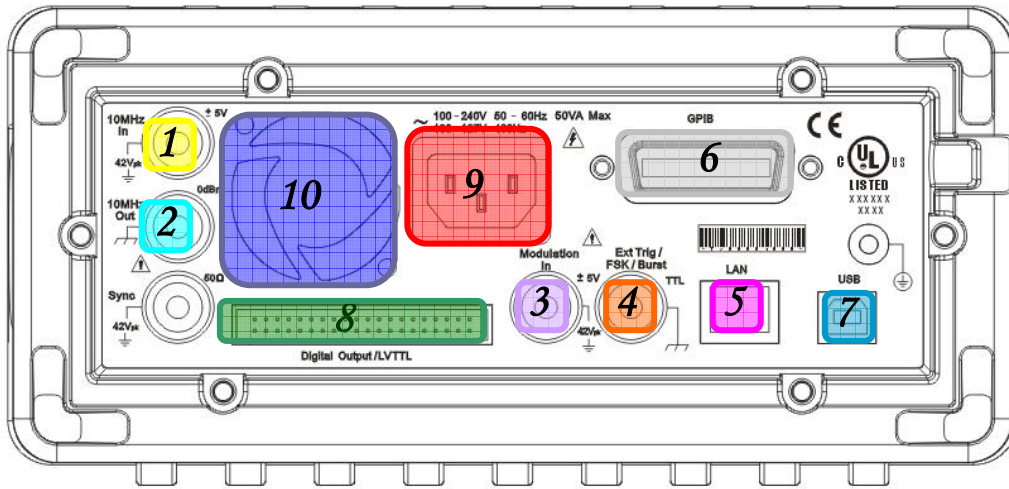 ± 5V
10MHz
In
1
42Vpk
0dBm
10MHz
Out
2
50Ω
Sync
42Vpk
10
~ 100-240V 50 - 60Hz 50VA Max
9
GPIB
6
CE
C UL US
LISTED
XXXXXX
XXXX
Modulation
In
± 5V
3
42Vpk
Ext Trig /
FSK / Burst
TTL
4
LAN
5
USB
7
8
Digital Output/LVTTL